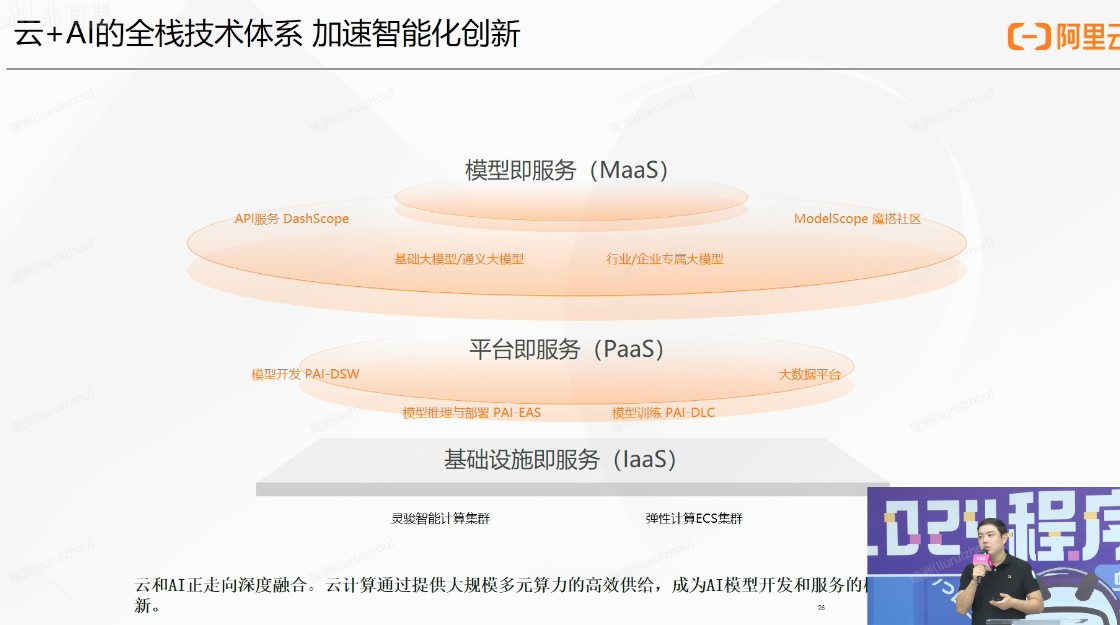 云+AI的全栈技术体系 加速智能化创新
阿里云
模型即服务（MaaS）
API服务 DashScope
ModelScope 魔搭社区
基础大模型/通义大模型
行业/企业专属大模型
平台即服务（PaaS）
模型开发 PAI-DSW
大数据平台
模型推理与部署 PAI-EAS
模型训练 PAI-DLC
基础设施即服务（IaaS）
灵骏智能计算集群
弹性计算ECS集群
1024程序
云和AI正走向深度融合。云计算通过提供大规模多元算力的高效供给，成为AI模型开发和服务的
新。
26